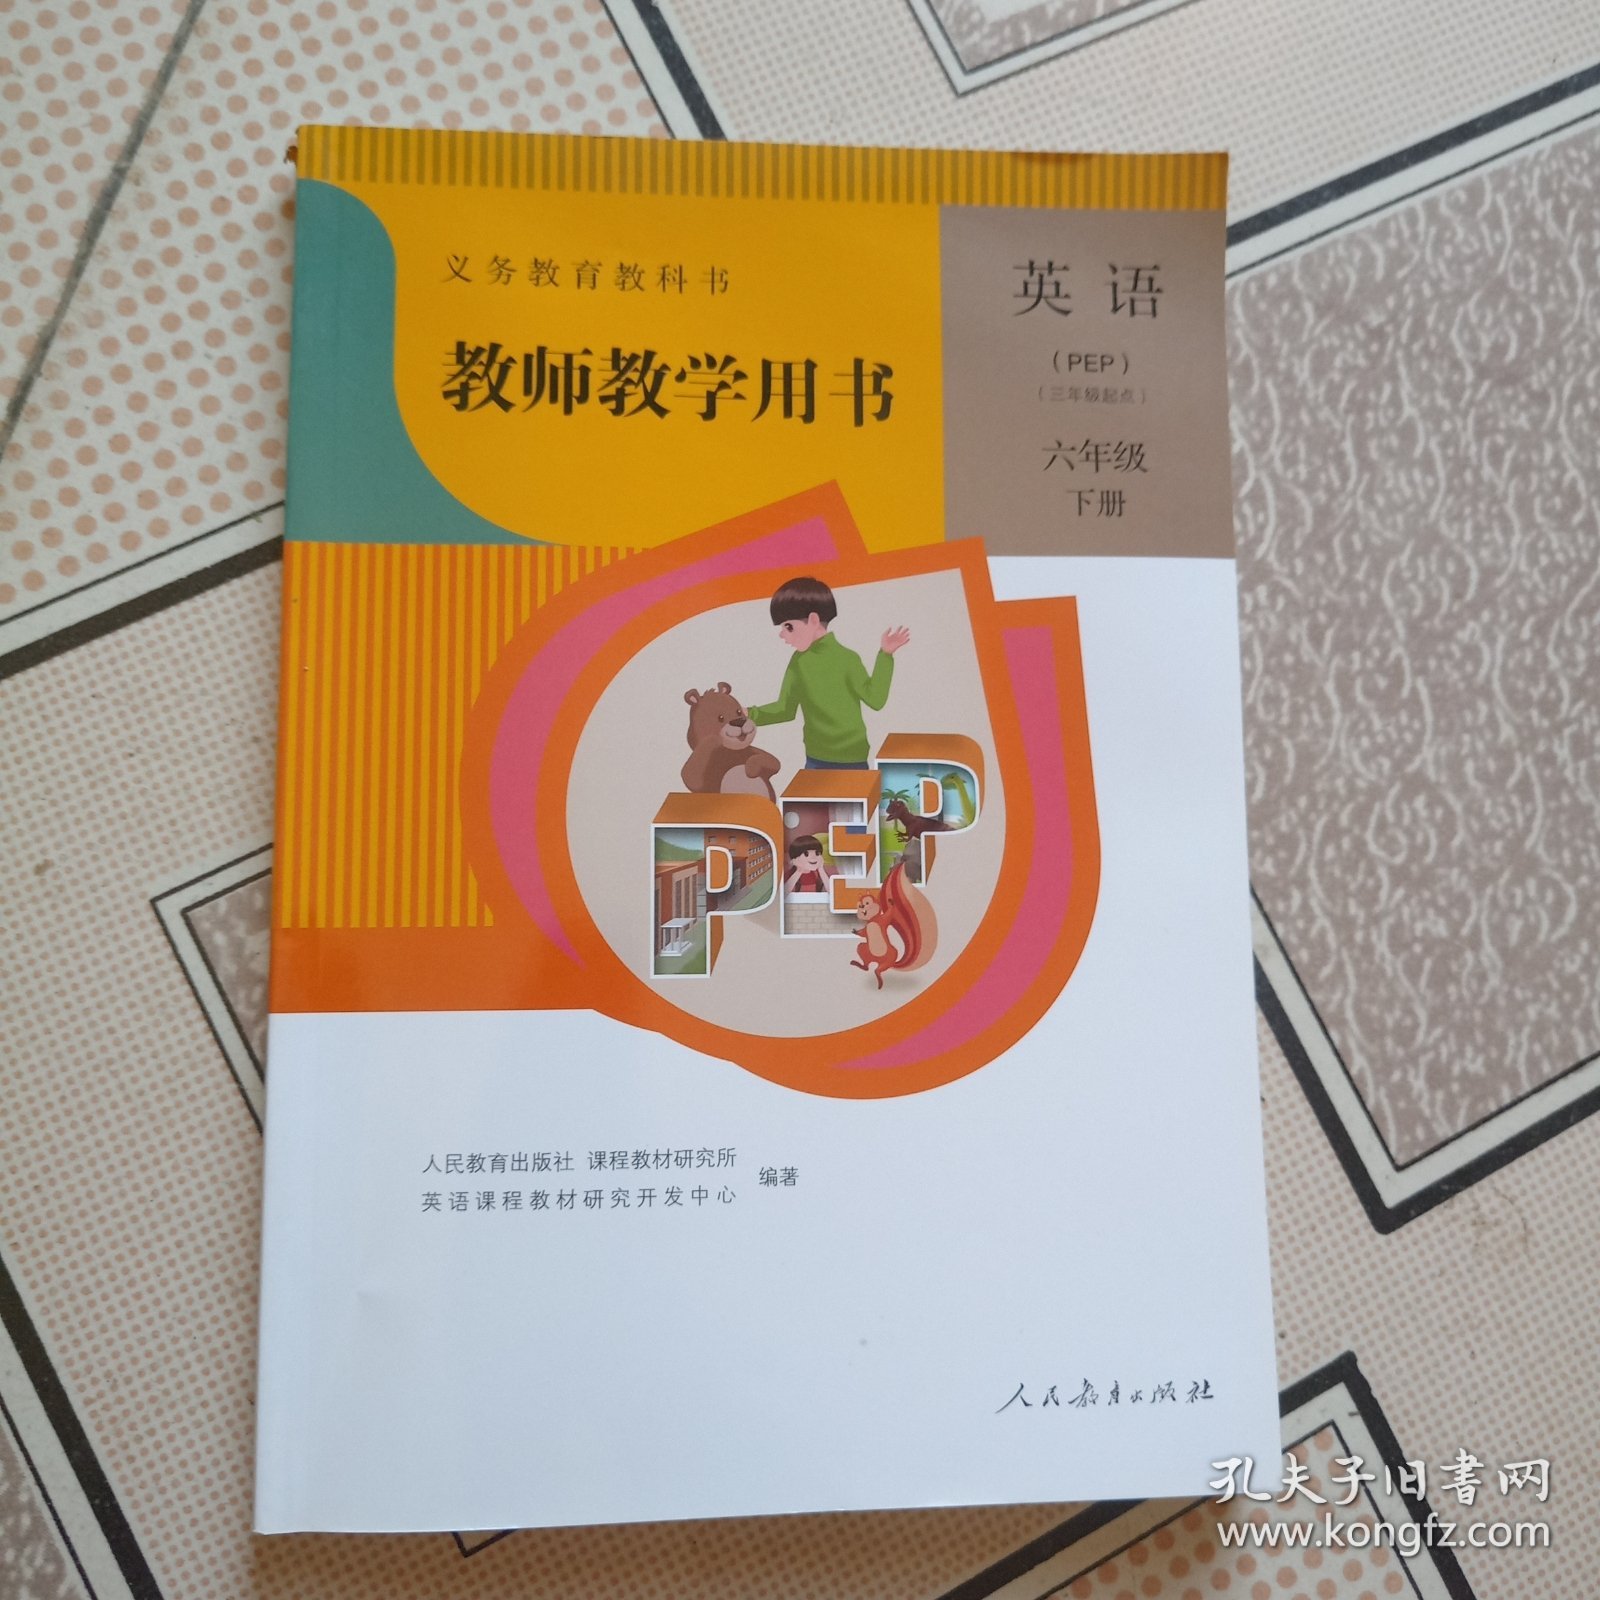 义务教育教科书
教师教学用书
英语
（PEP）
（三年级起点）
六年级
下册
PEP
人民教育出版社 课程教材研究所
英语课程教材研究开发中心
编著
人民教育出版社
孔夫子旧书网
www.kongfz.com